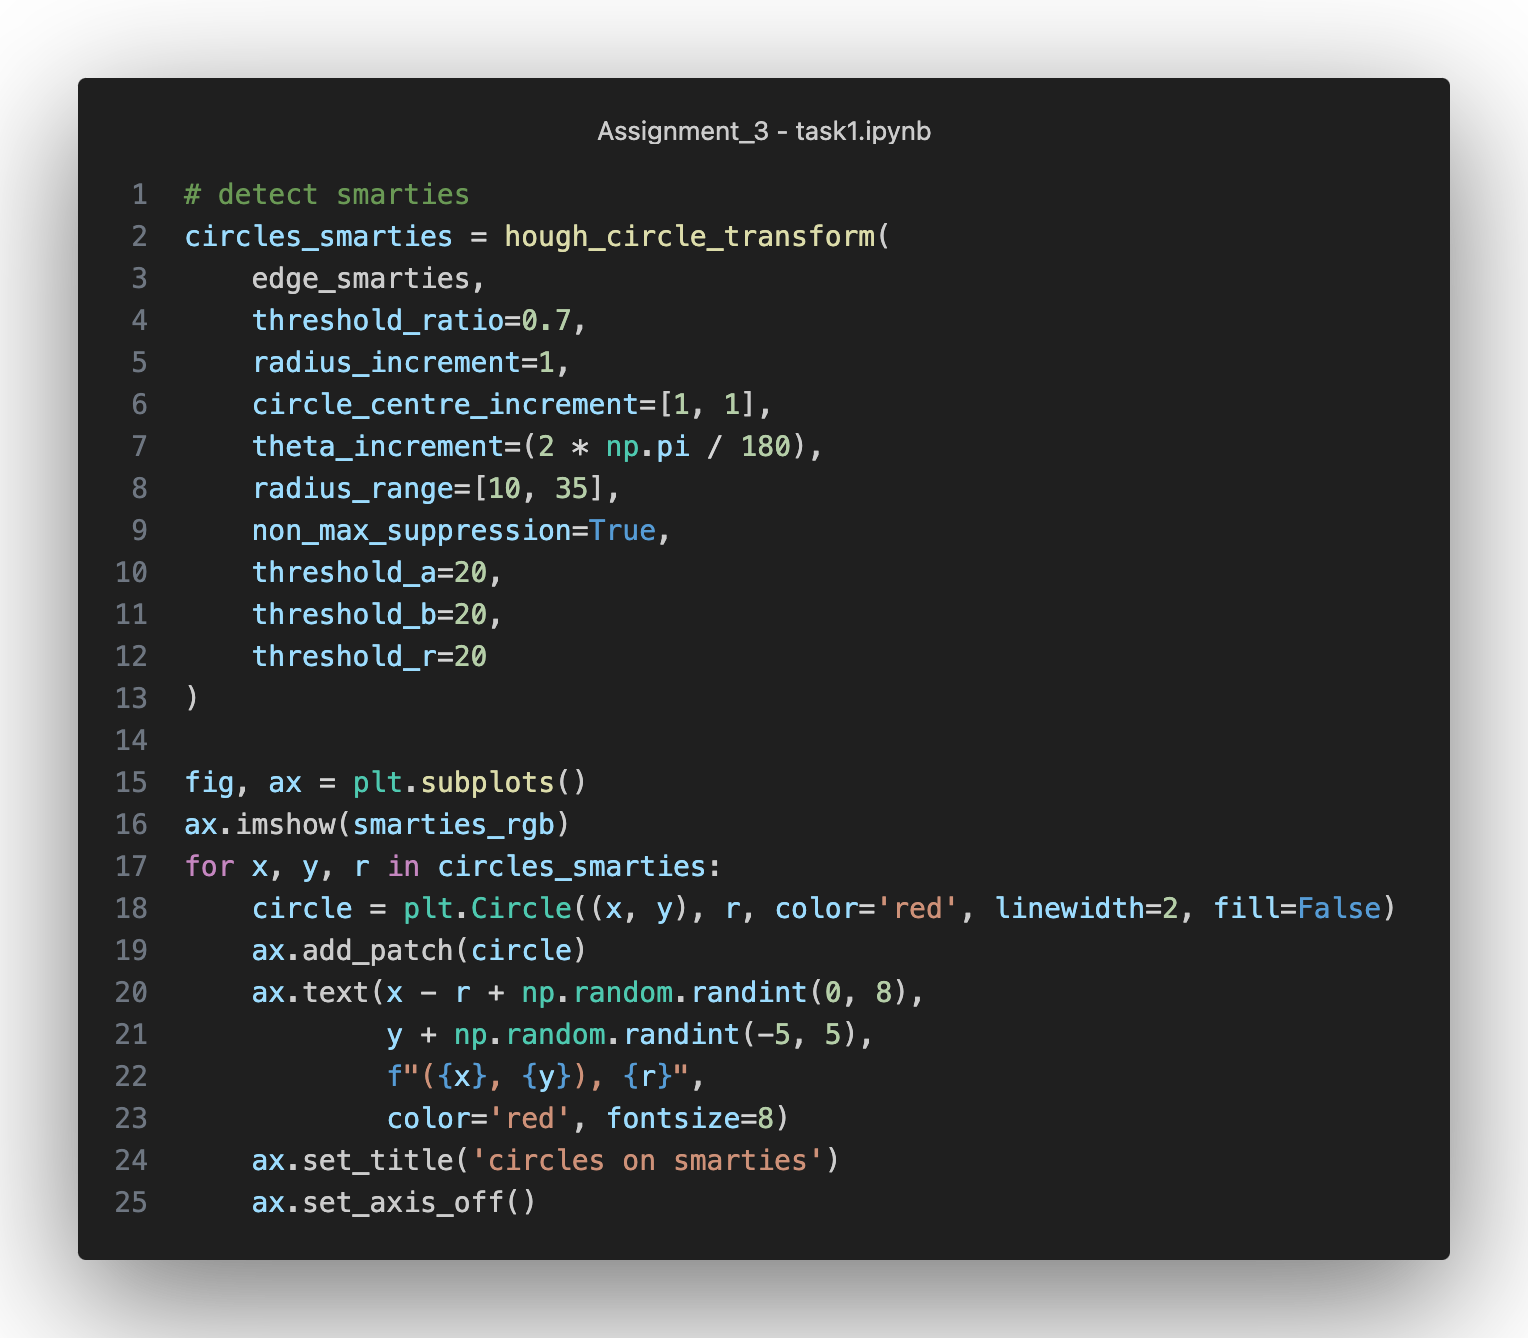 Assignment_3 - task1.ipynb
1 # detect smarties
2 circles_smarties = hough_circle_transform(
3     edge_smarties,
4     threshold_ratio=0.7,
5     radius_increment=1,
6     circle_centre_increment=[1, 1],
7     theta_increment=(2 * np.pi / 180),
8     radius_range=[10, 35],
9     non_max_suppression=True,
10     threshold_a=20,
11     threshold_b=20,
12     threshold_r=20
13 )
14
15 fig, ax = plt.subplots()
16 ax.imshow(smarties_rgb)
17 for x, y, r in circles_smarties:
18     circle = plt.Circle((x, y), r, color='red', linewidth=2, fill=False)
19     ax.add_patch(circle)
20     ax.text(x - r + np.random.randint(0, 8),
21             y + np.random.randint(-5, 5),
22             f"({x}, {y}), {r}",
23             color='red', fontsize=8)
24     ax.set_title('circles on smarties')
25     ax.set_axis_off()